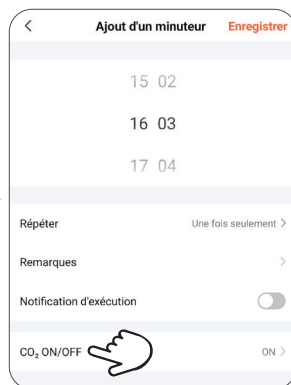 Ajout d'un minuteur Enregistrer
15 02
16 03
17 04
Répéter Une fois seulement >
Remarques >
Notification d'exécution
CO₂ ON/OFF ON >